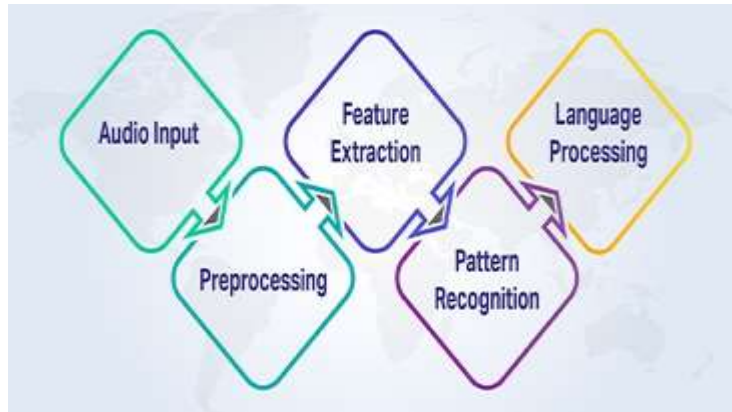 Audio Input
Preprocessing
Feature
Extraction
Pattern
Recognition
Language
Processing